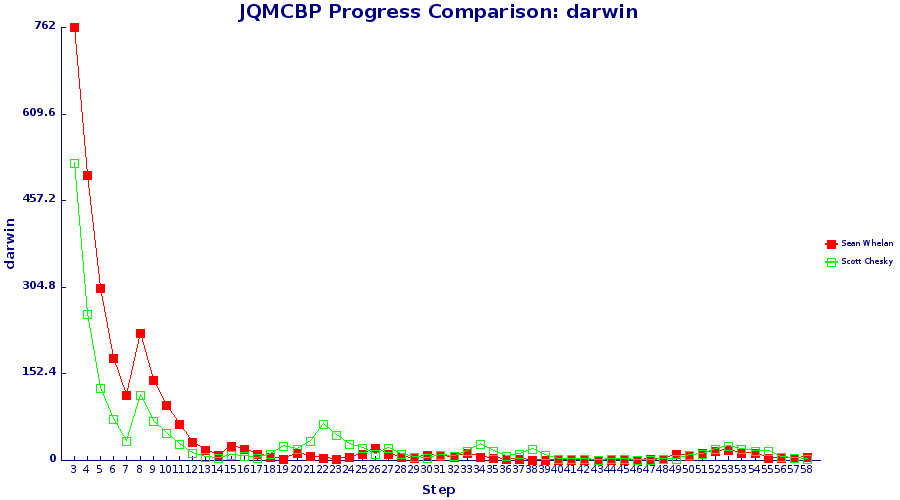 JQMCBP Progress Comparison: darwin
762
609.6
457.2
304.8
152.4
0
darwin
3 4 5 6 7 8 9 10 11 12 13 14 15 16 17 18 19 20 21 22 23 24 25 26 27 28 29 30 31 32 33 34 35 36 37 38 39 40 41 42 43 44 45 46 47 48 49 50 51 52 53 54 55 56 57 58
Step
Sean Whelan
Scott Chesky